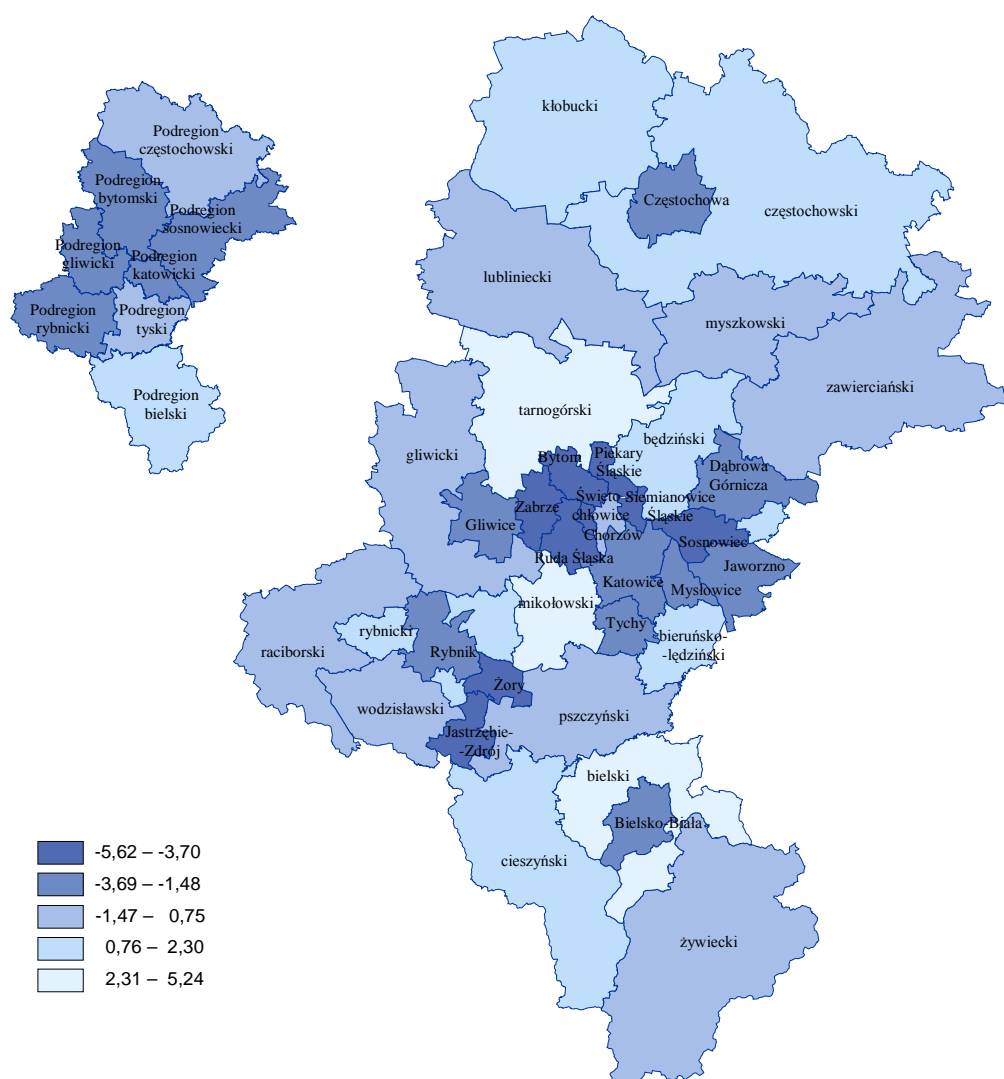 Podregion
częstochowski
Podregion
bytomski
Podregion
sosnowiecki
Podregion
gliwicki
Podregion
katowicki
Podregion
rybnicki
Podregion
tyski
Podregion
bielski
kłobucki
Częstochowa
częstochowski
lubliniecki
myszkowski
zawierciański
tarnogórski
będziński
gliwicki
Bytom
Piekary
Śląskie
Dąbrowa
Górnicza
Zabrze
Święto
chłowice
Siemianowice
Śląskie
Gliwice
Chorzów
Sosnowiec
Ruda Śląska
Katowice
Mysłowice
Jaworzno
mikołowski
Tychy
bieruńsko-
-lędziński
rybnicki
Rybnik
raciborski
Żory
wodzisławski
pszczyński
Jastrzębie-
-Zdrój
bielski
Bielsko-Biała
cieszyński
żywiecki
-5,62 – -3,70
-3,69 – -1,48
-1,47 – 0,75
0,76 – 2,30
2,31 – 5,24